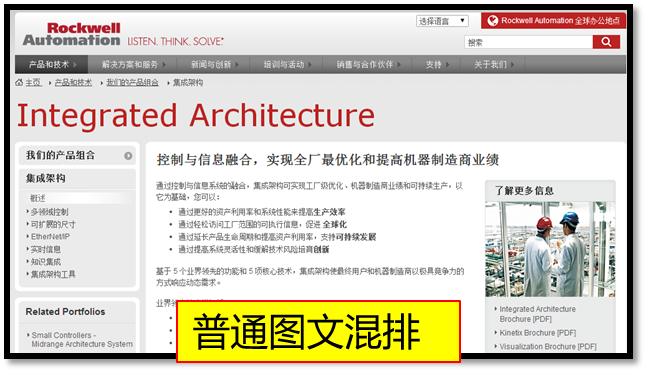 Rockwell
Automation
LISTEN. THINK. SOLVE.®
选择语言
Rockwell Automation 全球办公地点
搜索
产品和技术
解决方案和服务
新闻与创新
培训与活动
销售与合作伙伴
支持
关于我们
主页
产品和技术
我们的产品组合
集成架构
Integrated Architecture
我们的产品组合
集成架构
概述
多领域控制
可扩展的尺寸
EtherNet/IP
实时信息
知识集成
集成架构工具
Related Portfolios
Small Controllers -
Midrange Architecture System
控制与信息融合，实现全厂最优化和提高机器制造商业绩
通过控制与信息系统的融合，集成架构可实现工厂级优化、机器制造商业绩和可持续生产，以
它为基础，您可以：
通过更好的资产利用率和系统性能来提高生产效率
通过轻松访问工厂范围的可执行信息，促进 全球化
通过延长产品生命周期和提高资产利用率，支持可持续发展
通过提高系统灵活性和缓解技术风险培育创新
基于 5 个业界领先的功能和 5 项核心技术，集成架构使最终用户和机器制造商以极具竞争力的
方式响应动态需求。
业界领
了解更多信息
Integrated Architecture
Brochure [PDF]
Kinetix Brochure [PDF]
Visualization Brochure [PDF]
普通图文混排